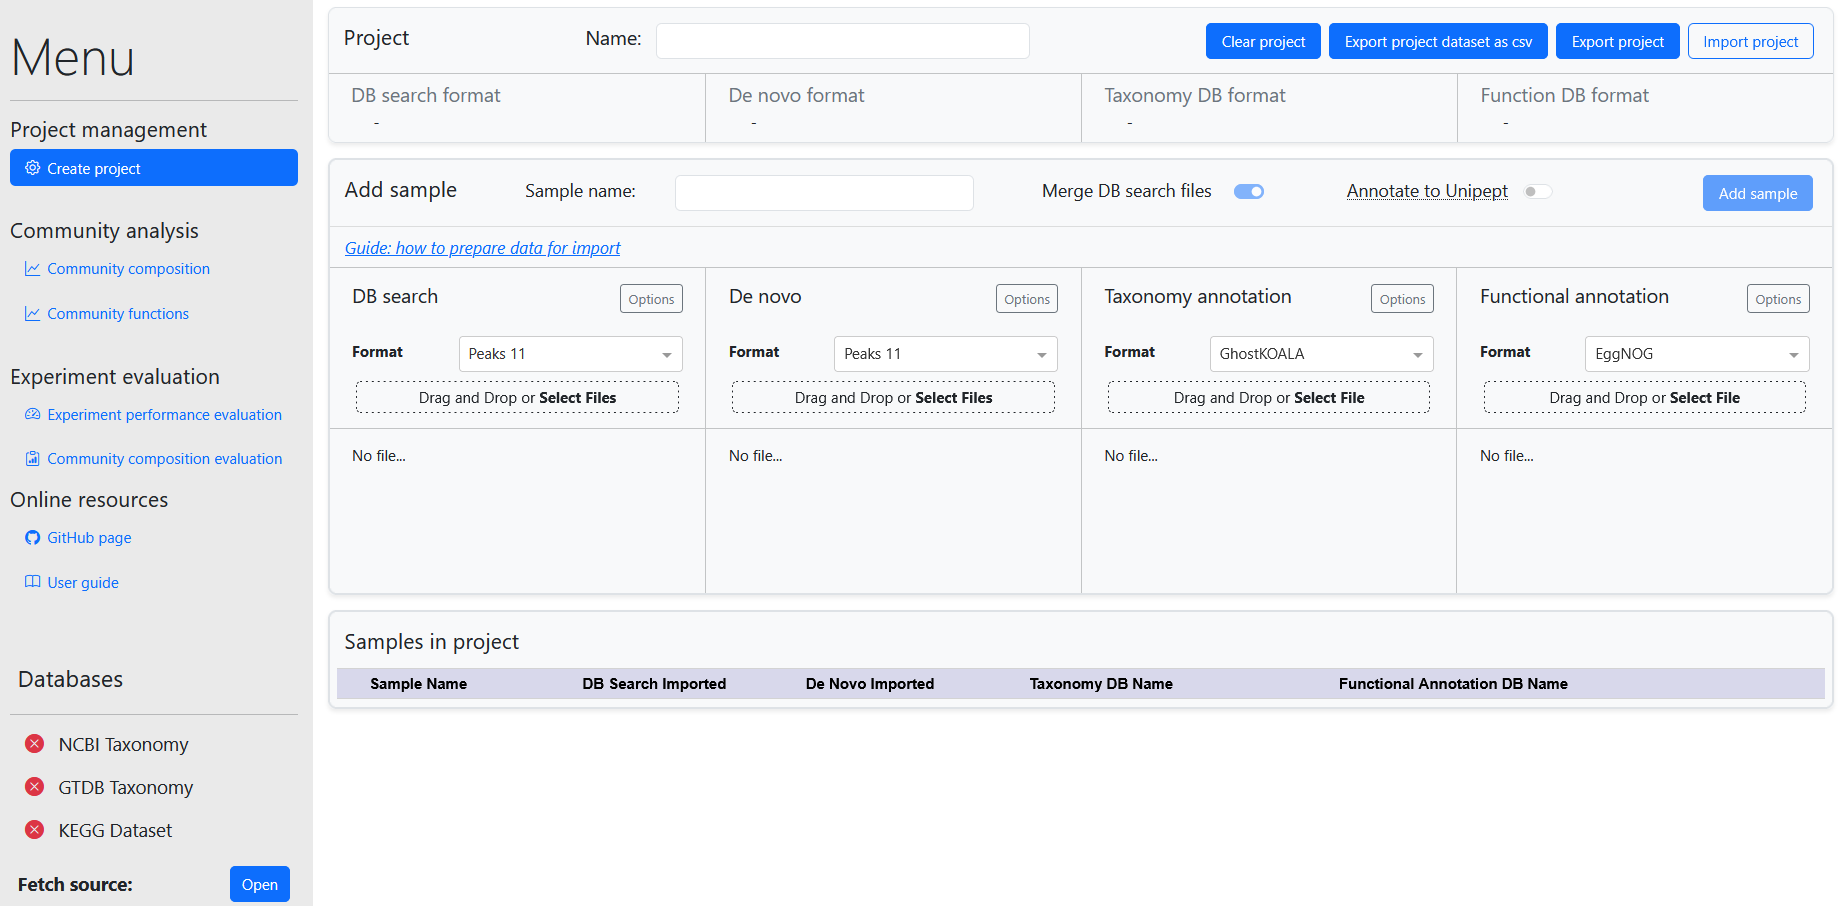 Menu
Project management
Create project
Community analysis
Community composition
Community functions
Experiment evaluation
Experiment performance evaluation
Community composition evaluation
Online resources
GitHub page
User guide
Databases
NCBI Taxonomy
GTDB Taxonomy
KEGG Dataset
Fetch source: Open
Project Name: Clear project Export project dataset as csv Export project Import project
DB search format De novo format Taxonomy DB format Function DB format
- - - -
Add sample Sample name: Merge DB search files Annotate to Unipept Add sample
Guide: how to prepare data for import
DB search Options De novo Options Taxonomy annotation Options Functional annotation Options
Format Peaks 11 Format Peaks 11 Format GhostKOALA Format EggNOG
Drag and Drop or Select Files Drag and Drop or Select Files Drag and Drop or Select File Drag and Drop or Select File
No file... No file... No file... No file...
Samples in project
Sample Name DB Search Imported De Novo Imported Taxonomy DB Name Functional Annotation DB Name